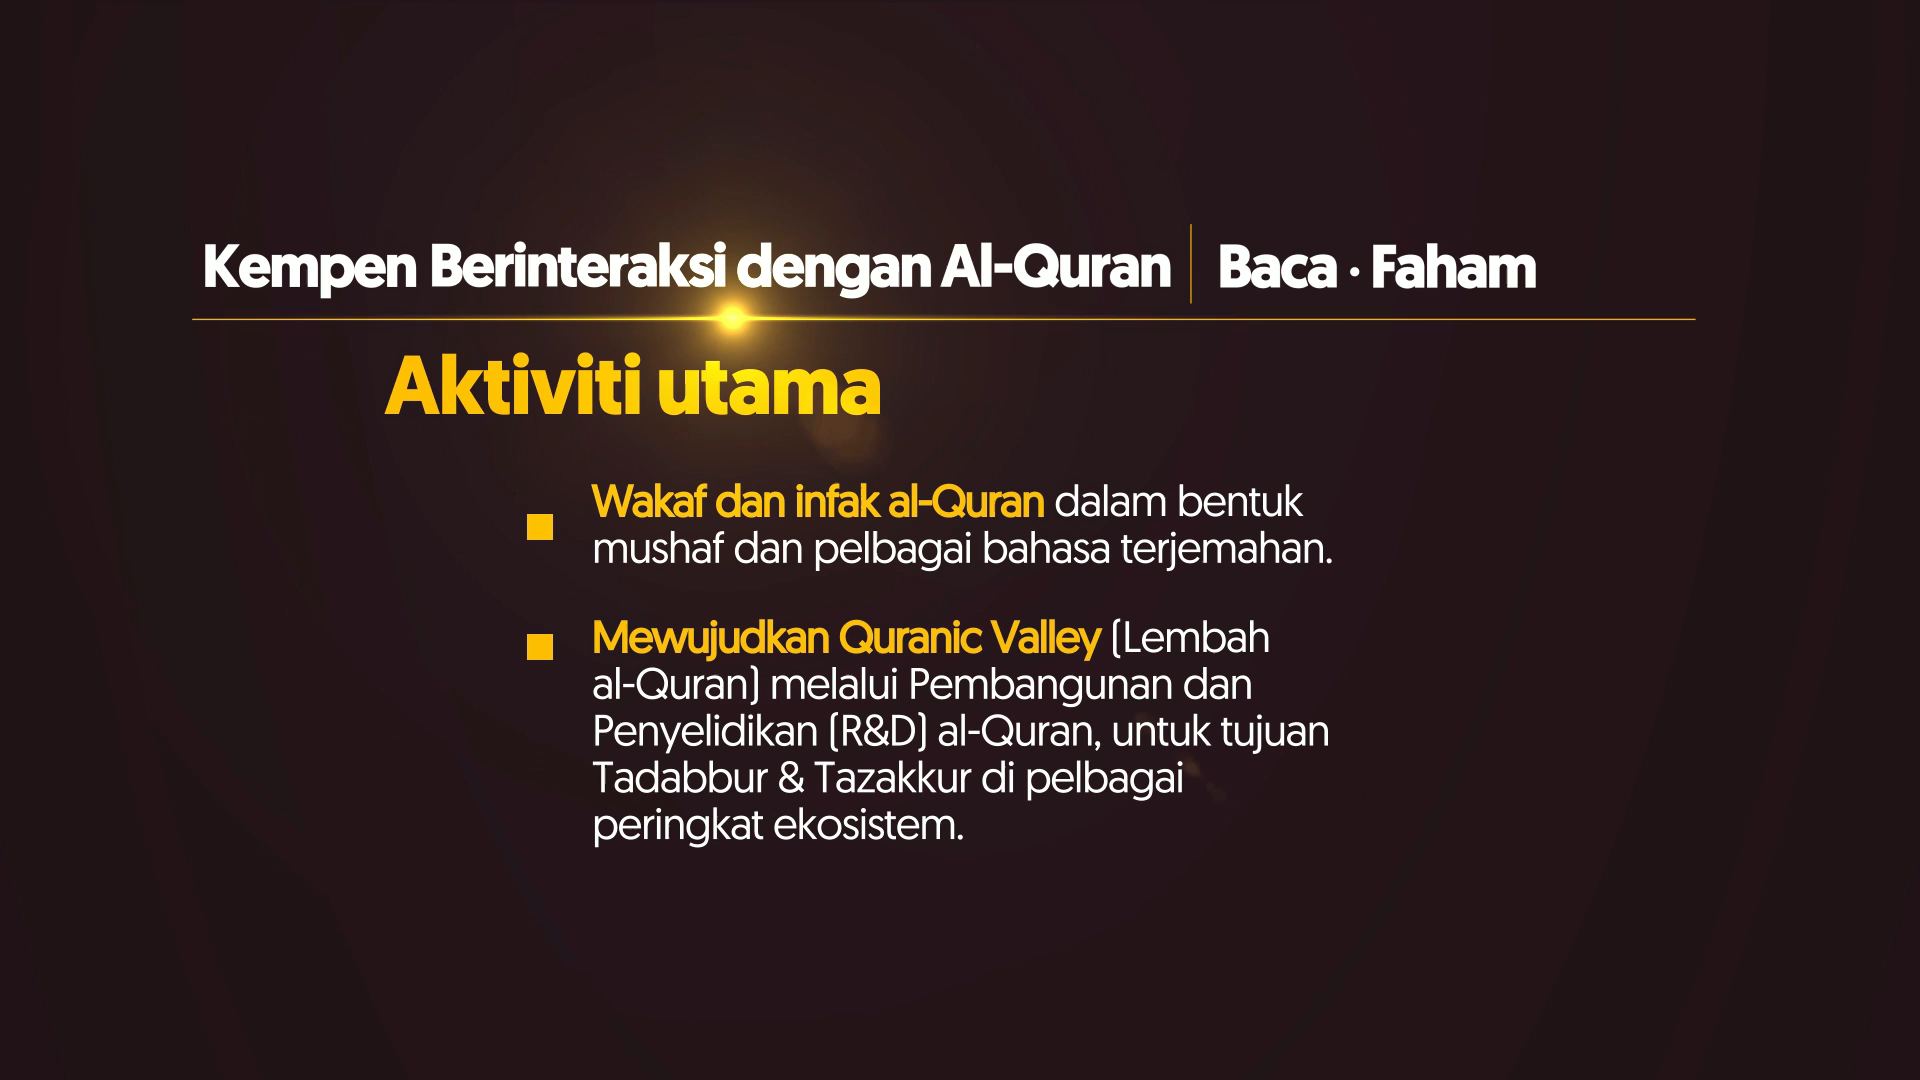 Kempen Berinteraksi dengan Al-Quran Baca · Faham
Aktiviti utama
Wakaf dan infak al-Quran dalam bentuk
mushaf dan pelbagai bahasa terjemahan.
Mewujudkan Quranic Valley (Lembah
al-Quran) melalui Pembangunan dan
Penyelidikan (R&D) al-Quran, untuk tujuan
Tadabbur & Tazakkur di pelbagai
peringkat ekosistem.